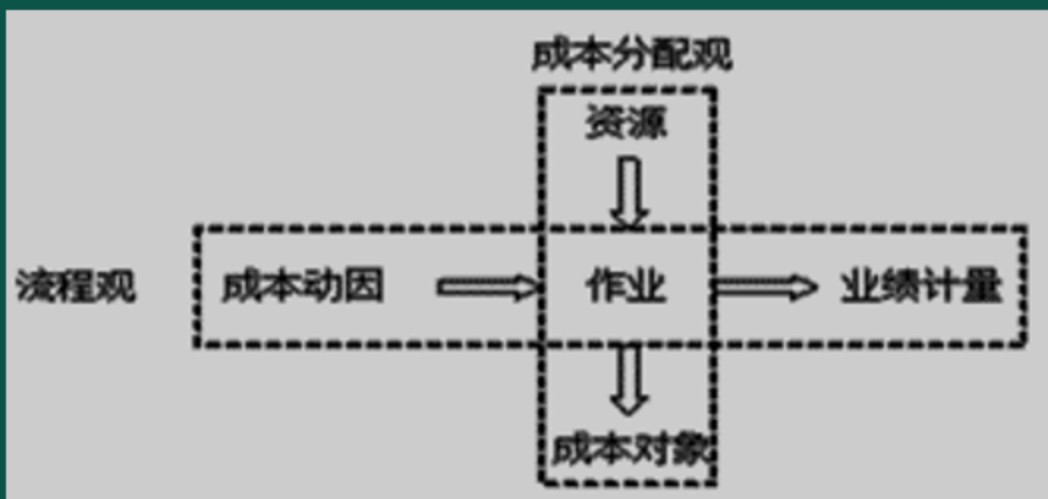 成本分配观
资源
流程观
成本动因
作业
业绩计量
成本对象